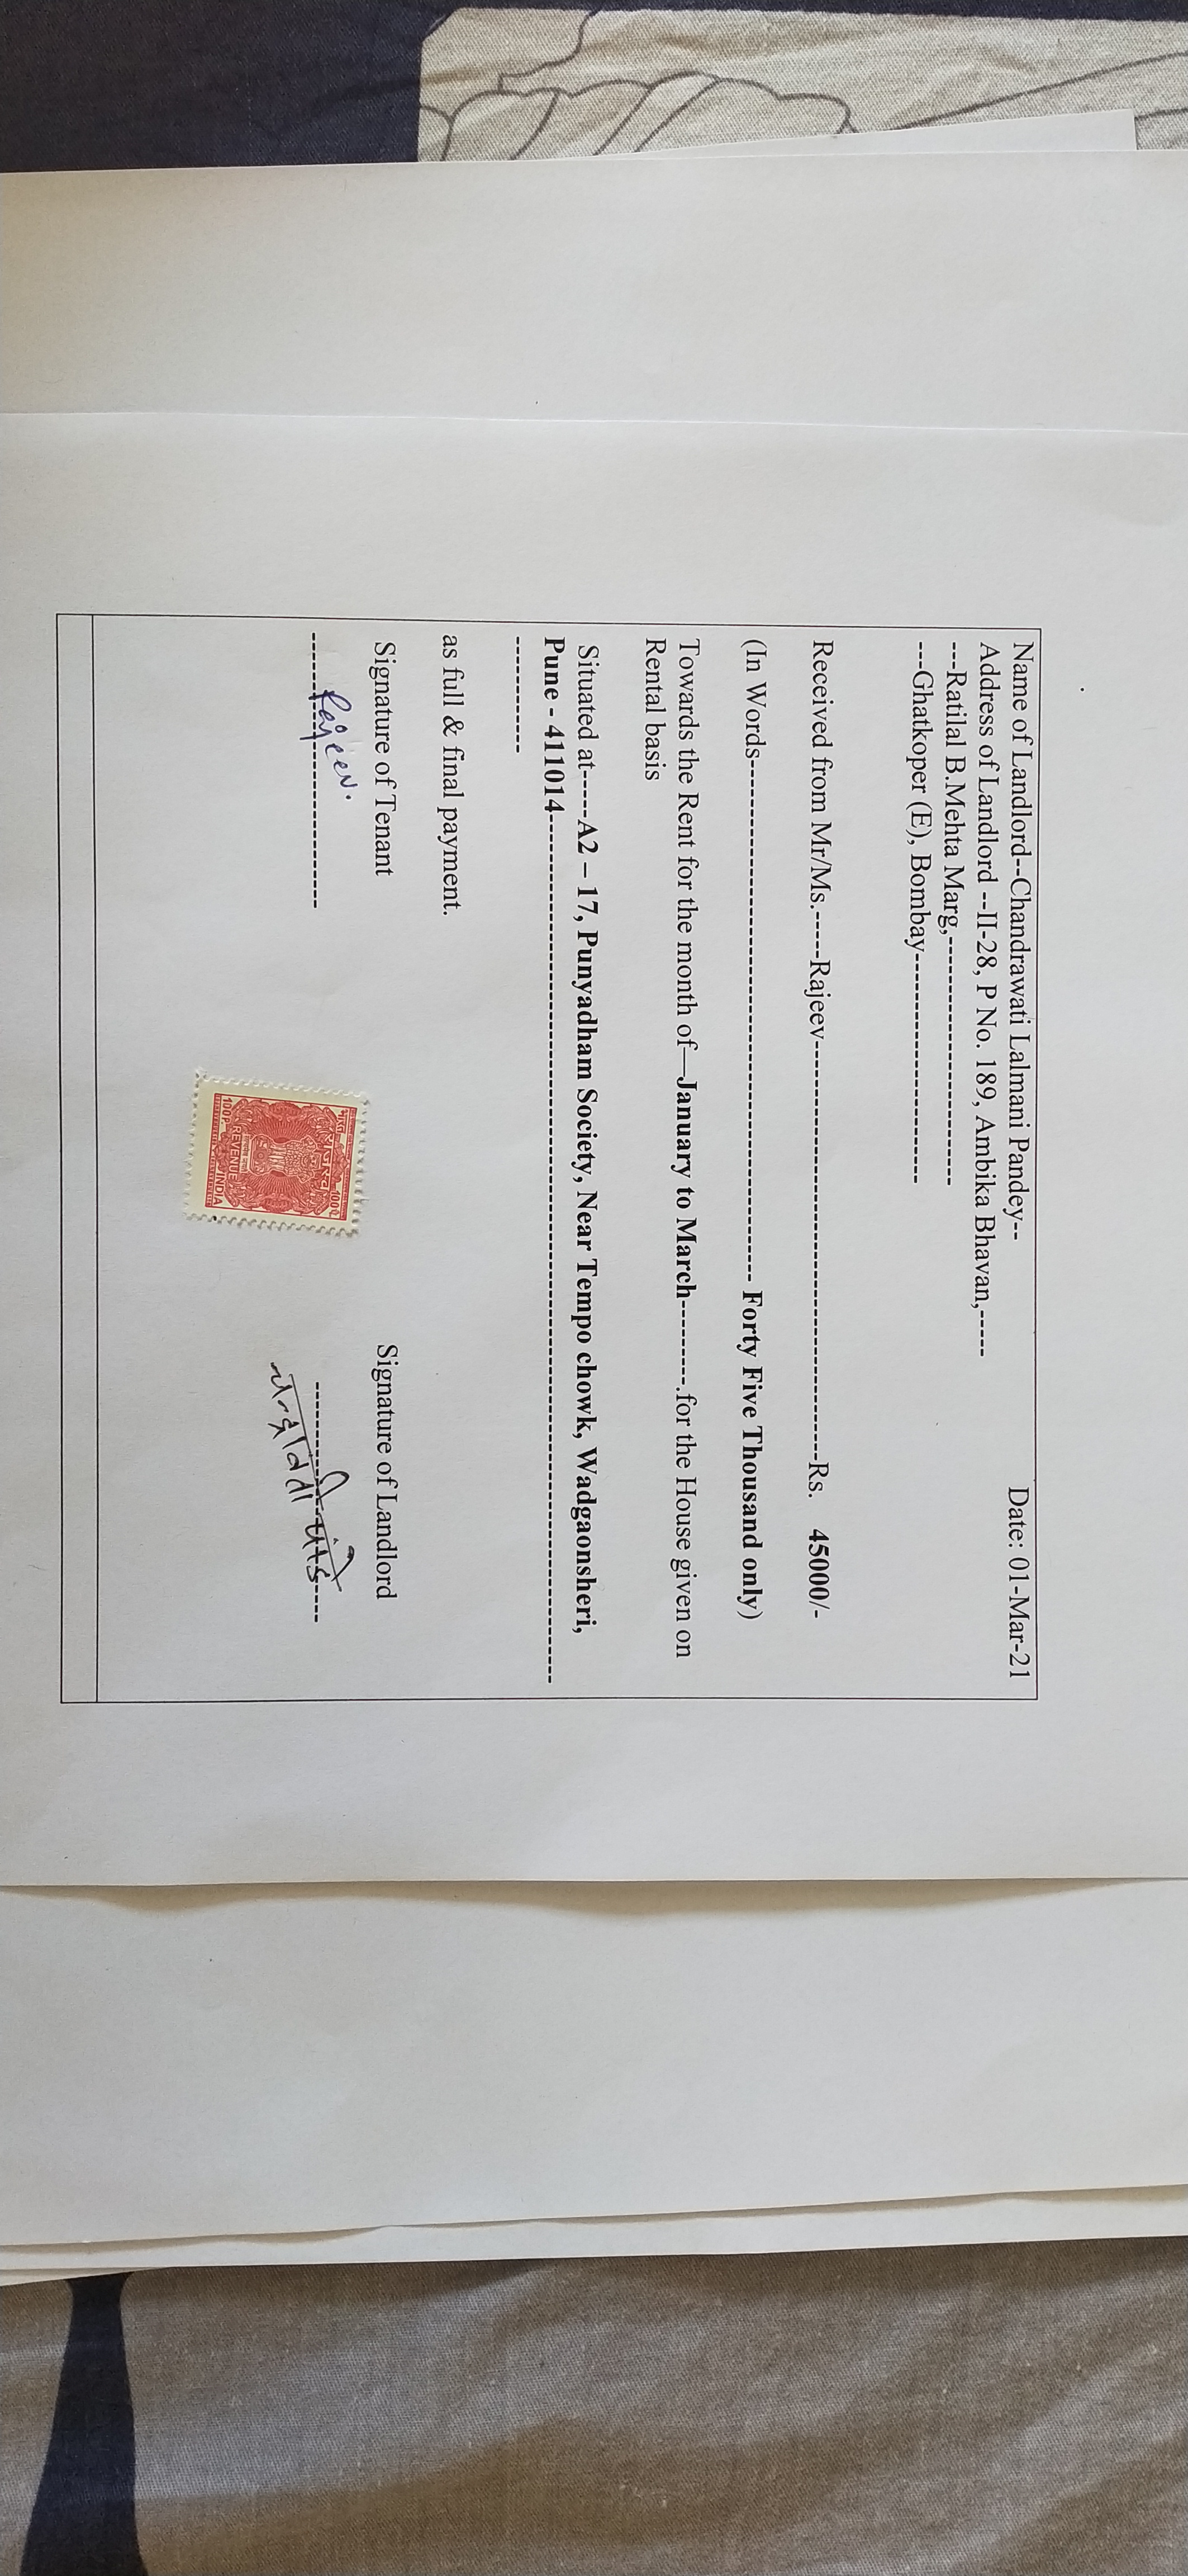 Date: 01-Mar-21
Name of Landlord--Chandrawati Lalmani Pandey--
Address of Landlord --II-28, P No. 189, Ambika Bhavan,-----
---Ratilal B.Mehta Marg,-----------------------------
---Ghatkoper (E), Bombay---------------------------
Received from Mr/Ms.------Rajeev--------------------------------------------------Rs. 45000/-
(In Words-------------------------------------------------------------- Forty Five Thousand only)
Towards the Rent for the month of—January to March----------.for the House given on
Rental basis
Situated at-----A2 – 17, Punyadham Society, Near Tempo chowk, Wadgaonsheri,
Pune - 411014--------------------------------------------------------------------------------------------
-------------
as full & final payment.
Signature of Tenant Signature of Landlord
Rajeev.
भारत INDIA
REVENUE
100P